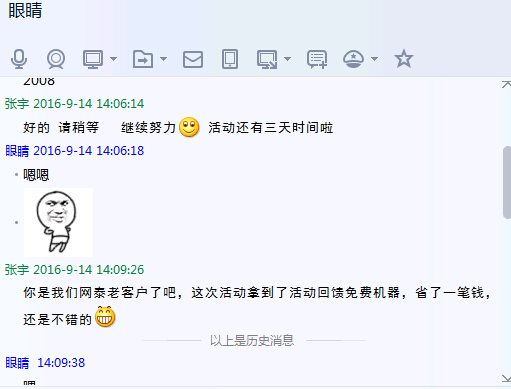 眼睛
2008
张宇 2016-9-14 14:06:14
好的 请稍等 继续努力 活动还有三天时间啦
眼睛 2016-9-14 14:06:18
嗯嗯
张宇 2016-9-14 14:09:26
你是我们网泰老客户了吧，这次活动拿到了活动回馈免费机器，省了一笔钱，
还是不错的
以上是历史消息
眼睛 14:09:38
嗯